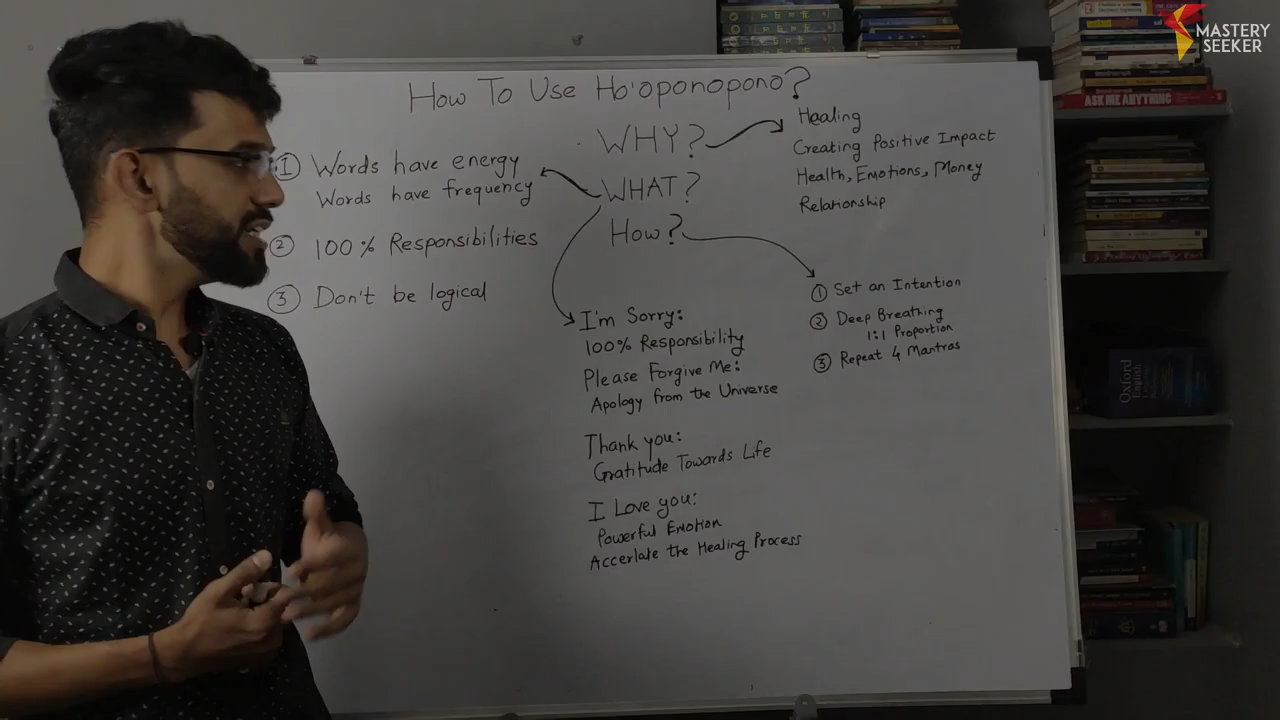 MASTERY
SEEKER
ASK ME ANYTHING
How To Use Ho'oponopono?
WHY?
Healing
Creating Positive Impact
Health, Emotions, Money
Relationship
WHAT?
① Words have energy
Words have frequency
② 100% Responsibilities
③ Don't be logical
How?
① Set an Intention
② Deep Breathing
1:1 Proportion
③ Repeat 4 Mantras
I'm Sorry:
100% Responsibility
Please Forgive Me:
Apology from the Universe
Thank you:
Gratitude Towards Life
I Love you:
Powerful Emotion
Accerlate the Healing Process
Oxford
English